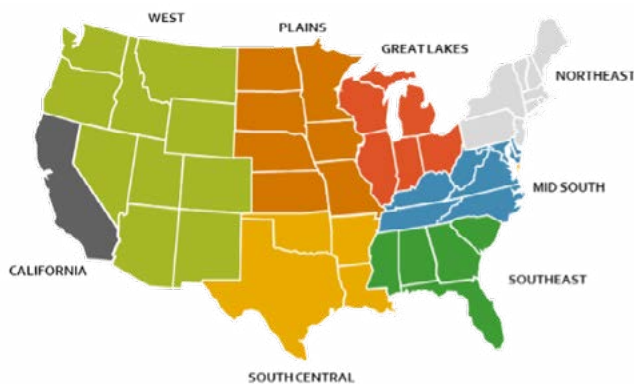 WEST
PLAINS
GREAT LAKES
NORTHEAST
MID SOUTH
CALIFORNIA
SOUTHEAST
SOUTH CENTRAL